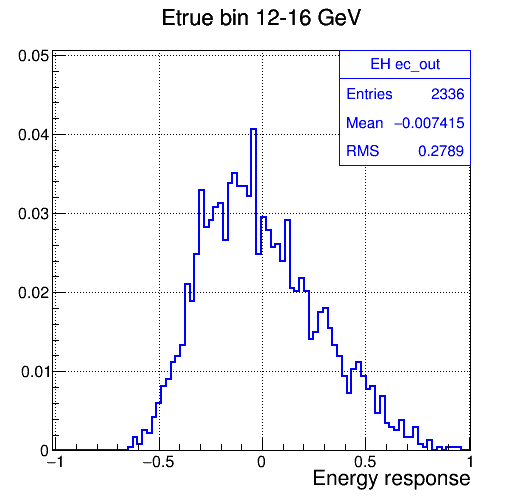 Etrue bin 12-16 GeV
EH ec_out
Entries 2336
Mean −0.007415
RMS 0.2789
0.05
0.04
0.03
0.02
0.01
0
−1 −0.5 0 0.5 1
Energy response